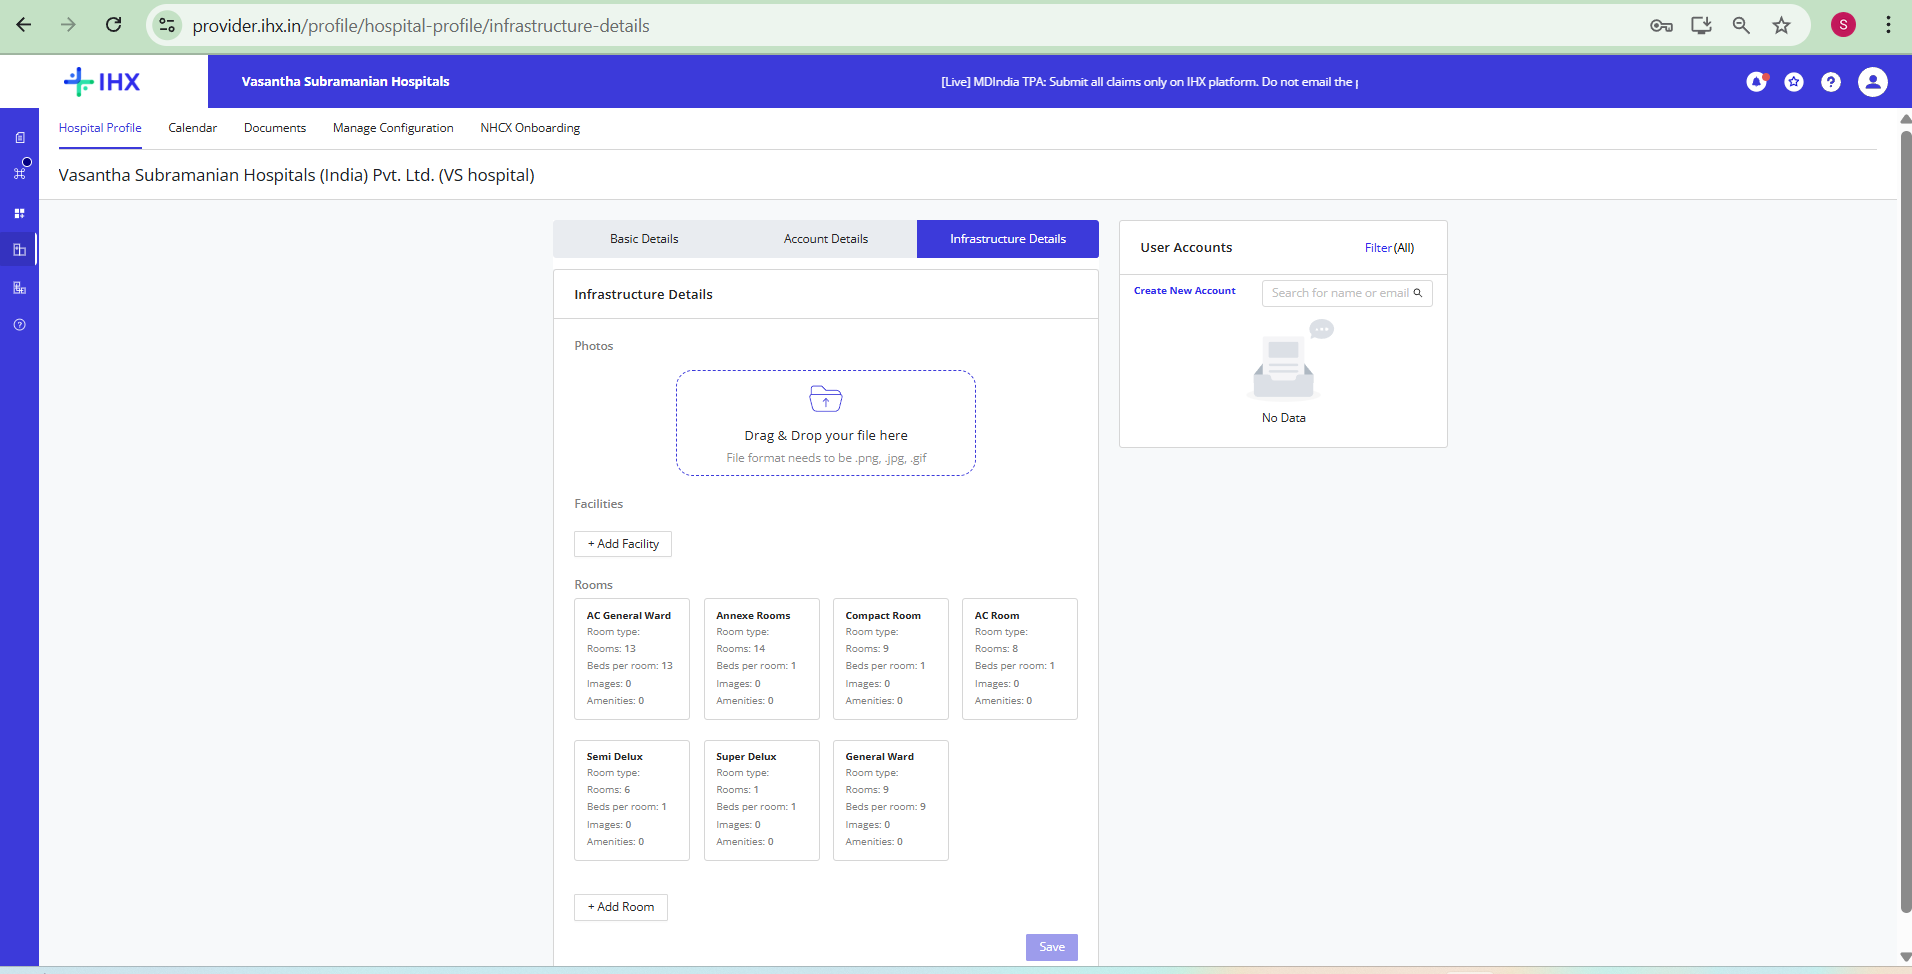 provider.ihx.in/profile/hospital-profile/infrastructure-details
S
IHX
Vasantha Subramanian Hospitals
[Live] MDIndia TPA: Submit all claims only on IHX platform. Do not email the
Hospital Profile
Calendar
Documents
Manage Configuration
NHCX Onboarding
Vasantha Subramanian Hospitals (India) Pvt. Ltd. (VS hospital)
Basic Details
Account Details
Infrastructure Details
Infrastructure Details
Photos
Drag & Drop your file here
File format needs to be .png, .jpg, .gif
Facilities
+ Add Facility
Rooms
AC General Ward
Room type:
Rooms: 13
Beds per room: 13
Images: 0
Amenities: 0
Annexe Rooms
Room type:
Rooms: 14
Beds per room: 1
Images: 0
Amenities: 0
Compact Room
Room type:
Rooms: 9
Beds per room: 1
Images: 0
Amenities: 0
AC Room
Room type:
Rooms: 8
Beds per room: 1
Images: 0
Amenities: 0
Semi Delux
Room type:
Rooms: 6
Beds per room: 1
Images: 0
Amenities: 0
Super Delux
Room type:
Rooms: 1
Beds per room: 1
Images: 0
Amenities: 0
General Ward
Room type:
Rooms: 9
Beds per room: 9
Images: 0
Amenities: 0
+ Add Room
Save
User Accounts
Filter (All)
Create New Account
Search for name or email
No Data